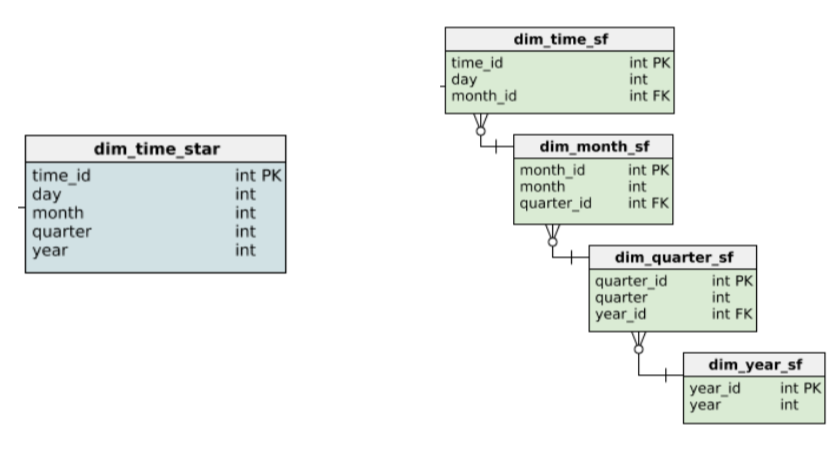 dim_time_star
time_id int PK
day int
month int
quarter int
year int
dim_time_sf
time_id int PK
day int
month_id int FK
dim_month_sf
month_id int PK
month int
quarter_id int FK
dim_quarter_sf
quarter_id int PK
quarter int
year_id int FK
dim_year_sf
year_id int PK
year int